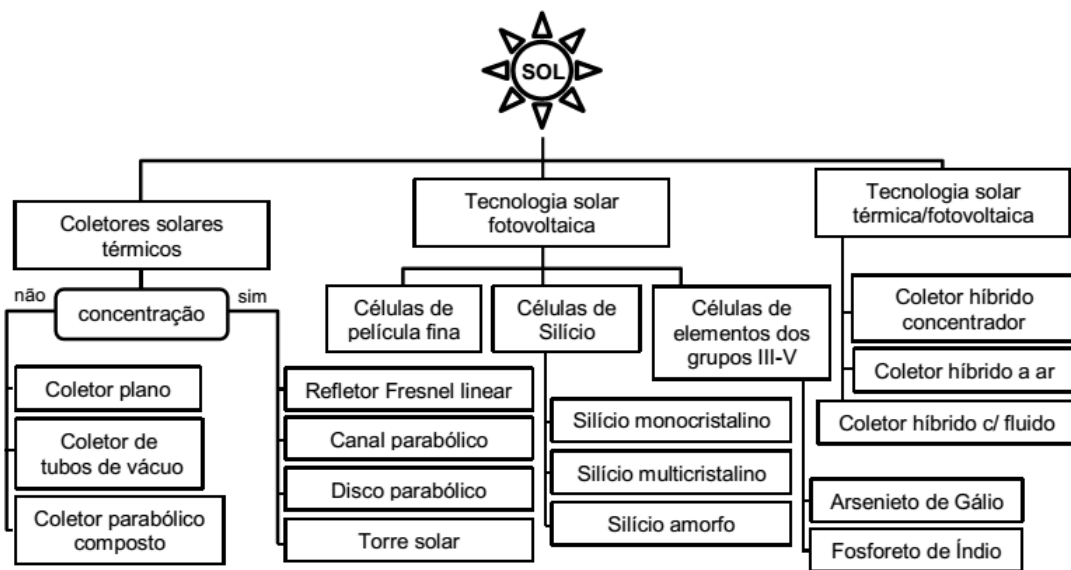 SOL
Coletores solares
térmicos
Tecnologia solar
fotovoltaica
Tecnologia solar
térmica/fotovoltaica
não
concentração
sim
Coletor plano
Coletor de
tubos de vácuo
Coletor parabólico
composto
Refletor Fresnel linear
Canal parabólico
Disco parabólico
Torre solar
Células de
película fina
Células de
Silício
Células de
elementos dos
grupos III-V
Silício monocristalino
Silício multicristalino
Silício amorfo
Arsenieto de Gálio
Fosforeto de Índio
Coletor híbrido
concentrador
Coletor híbrido a ar
Coletor híbrido c/ fluido